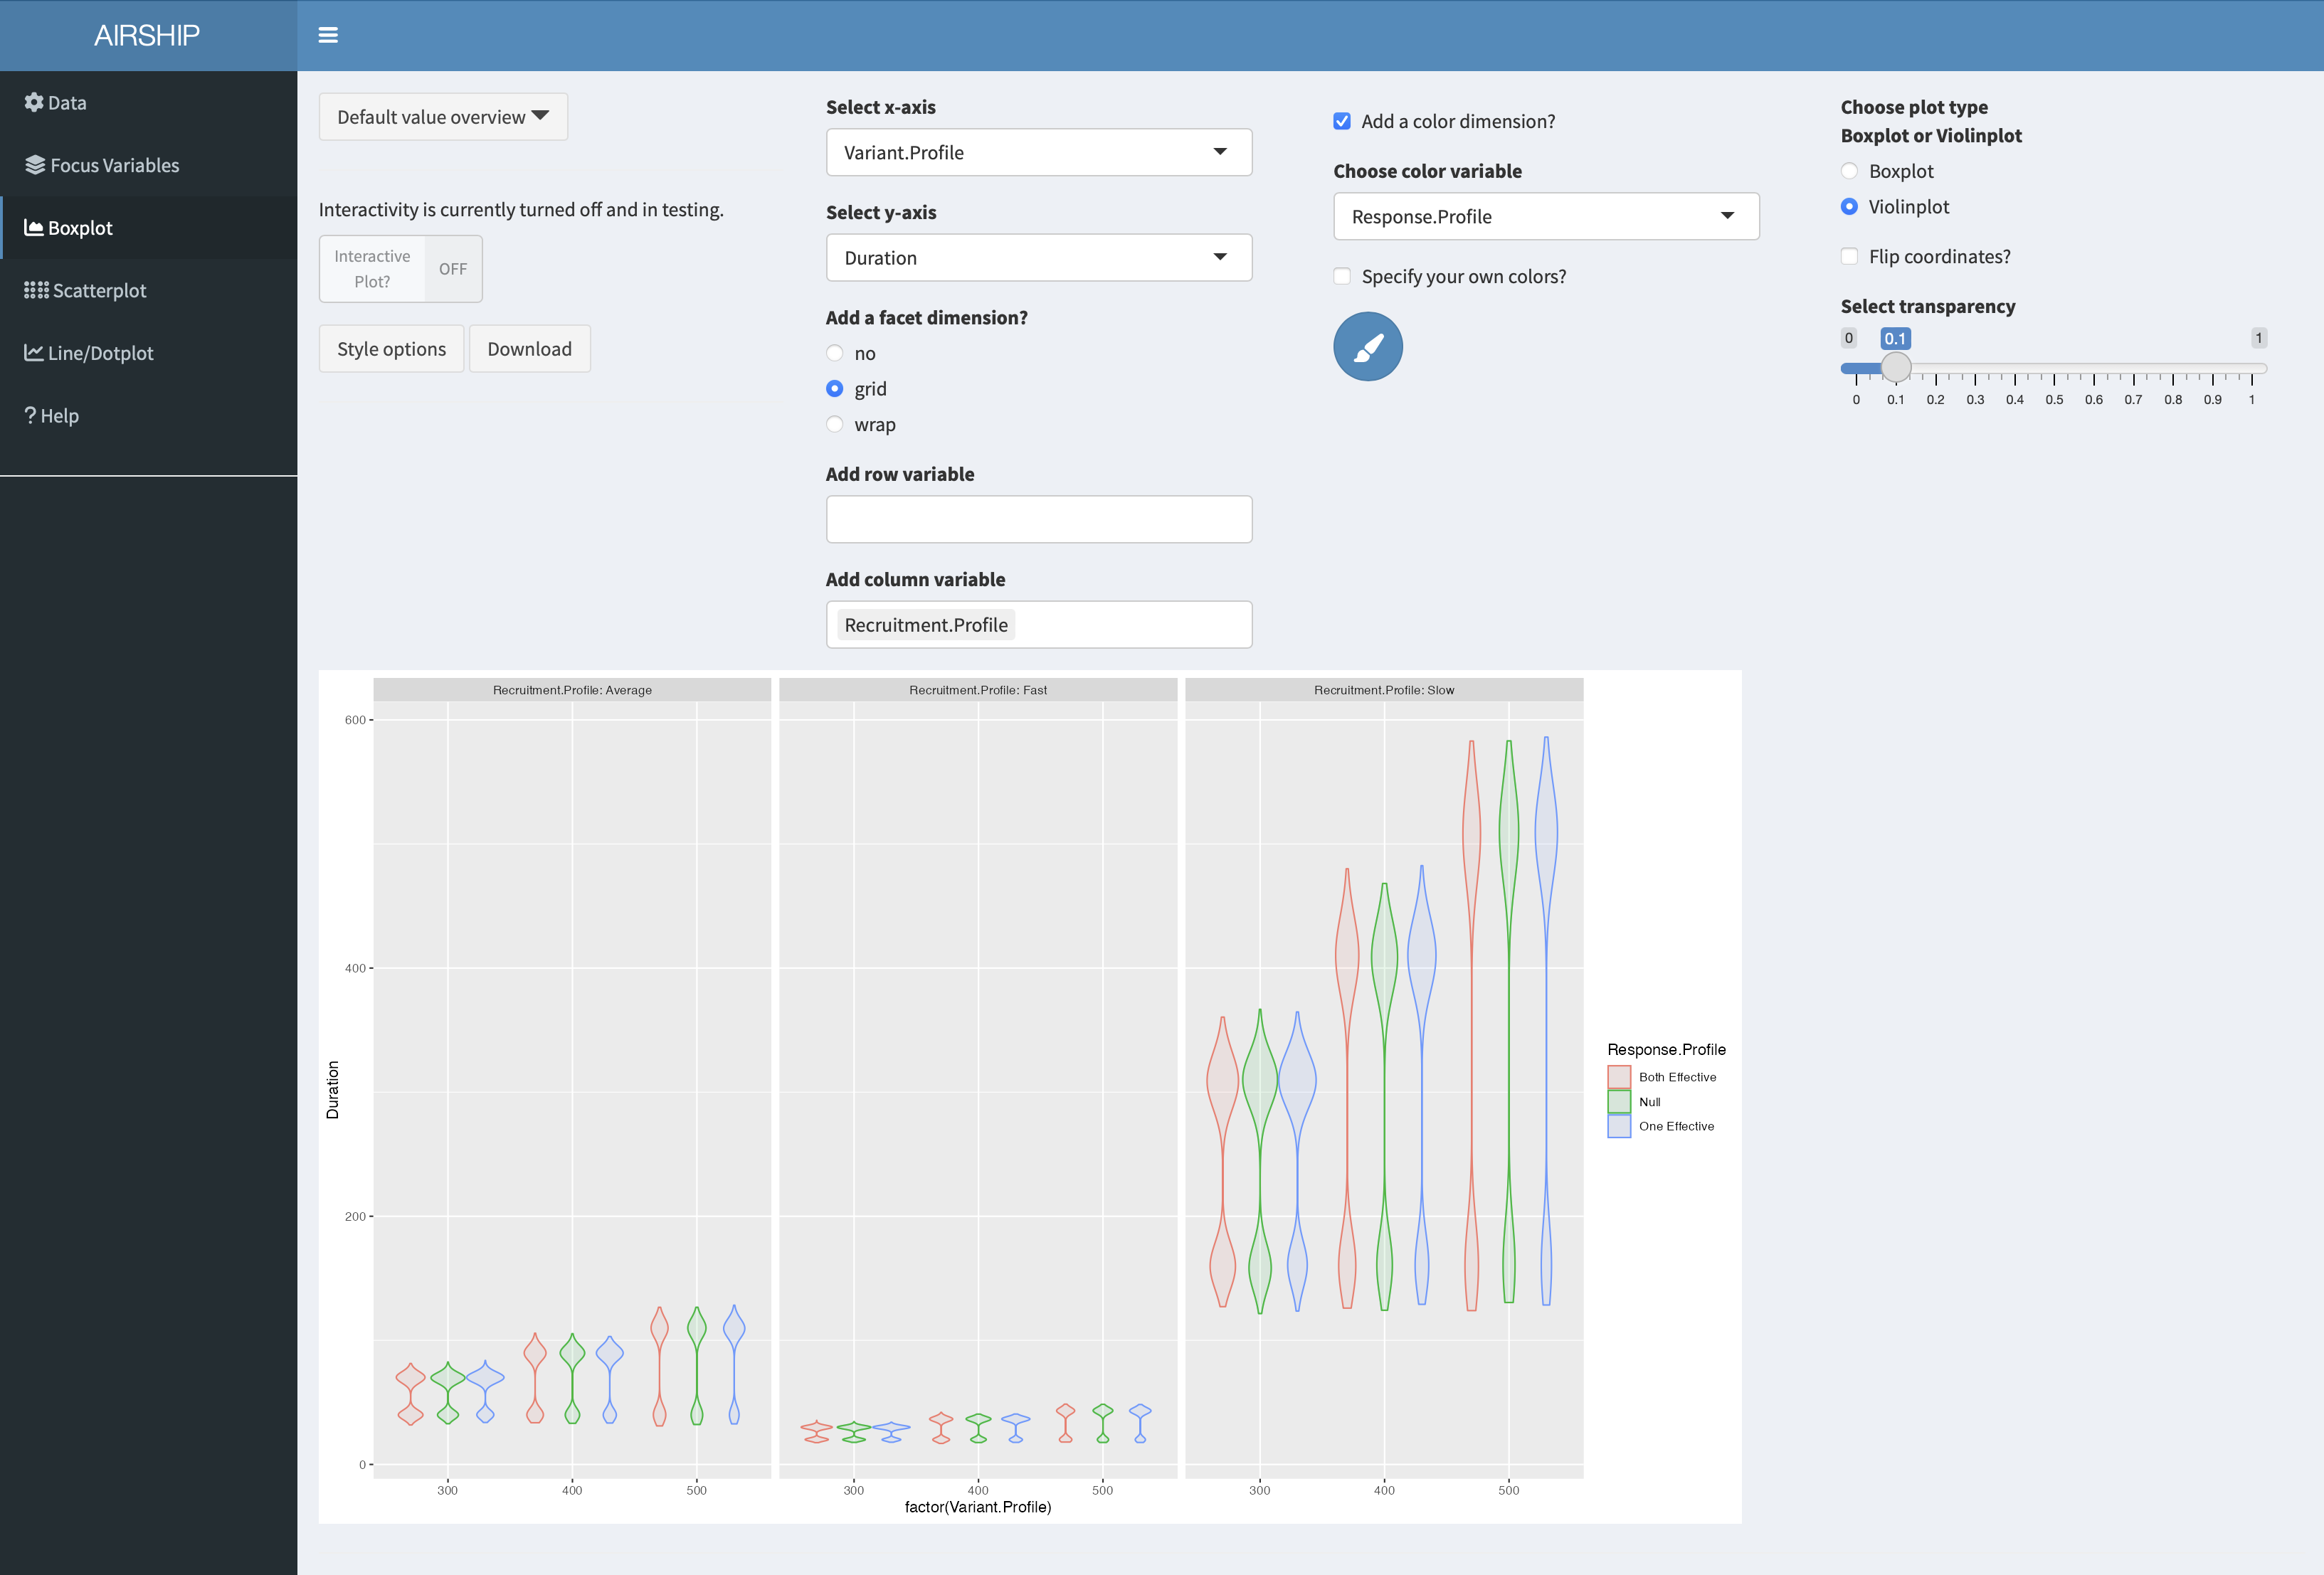 AIRSHIP
Data
Focus Variables
Boxplot
Scatterplot
Line/Dotplot
? Help
Default value overview
Interactivity is currently turned off and in testing.
Interactive
Plot?
OFF
Style options
Download
Select x-axis
Variant.Profile
Select y-axis
Duration
Add a facet dimension?
no
grid
wrap
Add row variable
Add column variable
Recruitment.Profile
Add a color dimension?
Choose color variable
Response.Profile
Specify your own colors?
Choose plot type
Boxplot or Violinplot
Boxplot
Violinplot
Flip coordinates?
Select transparency
0 0.1 1
0 0.1 0.2 0.3 0.4 0.5 0.6 0.7 0.8 0.9 1
Recruitment.Profile: Average
Recruitment.Profile: Fast
Recruitment.Profile: Slow
600
400
200
0
Duration
300 400 500
300 400 500
300 400 500
factor(Variant.Profile)
Response.Profile
Both Effective
Null
One Effective